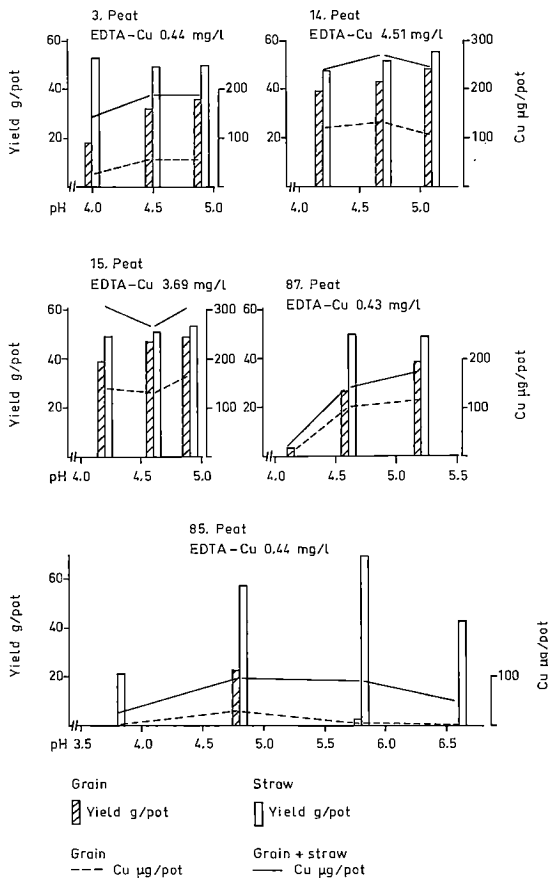 3. Peat
EDTA-Cu 0.44 mg/l
Yield g/pot
60
40
20
200
100
pH 4.0 4.5 5.0
14. Peat
EDTA-Cu 4.51 mg/l
60
40
20
300
200
100
Cu µg/pot
4.0 4.5 5.0
15. Peat
EDTA-Cu 3.69 mg/l
Yield g/pot
60
40
20
300
200
100
pH 4.0 4.5 5.0
87. Peat
EDTA-Cu 0.43 mg/l
60
40
20
200
100
Cu µg/pot
4.0 4.5 5.0 5.5
85. Peat
EDTA-Cu 0.44 mg/l
Yield g/pot
60
40
20
100
Cu µg/pot
pH 3.5 4.0 4.5 5.0 5.5 6.0 6.5
Grain
Yield g/pot
Straw
Yield g/pot
Grain
Cu µg/pot
Grain + straw
Cu µg/pot